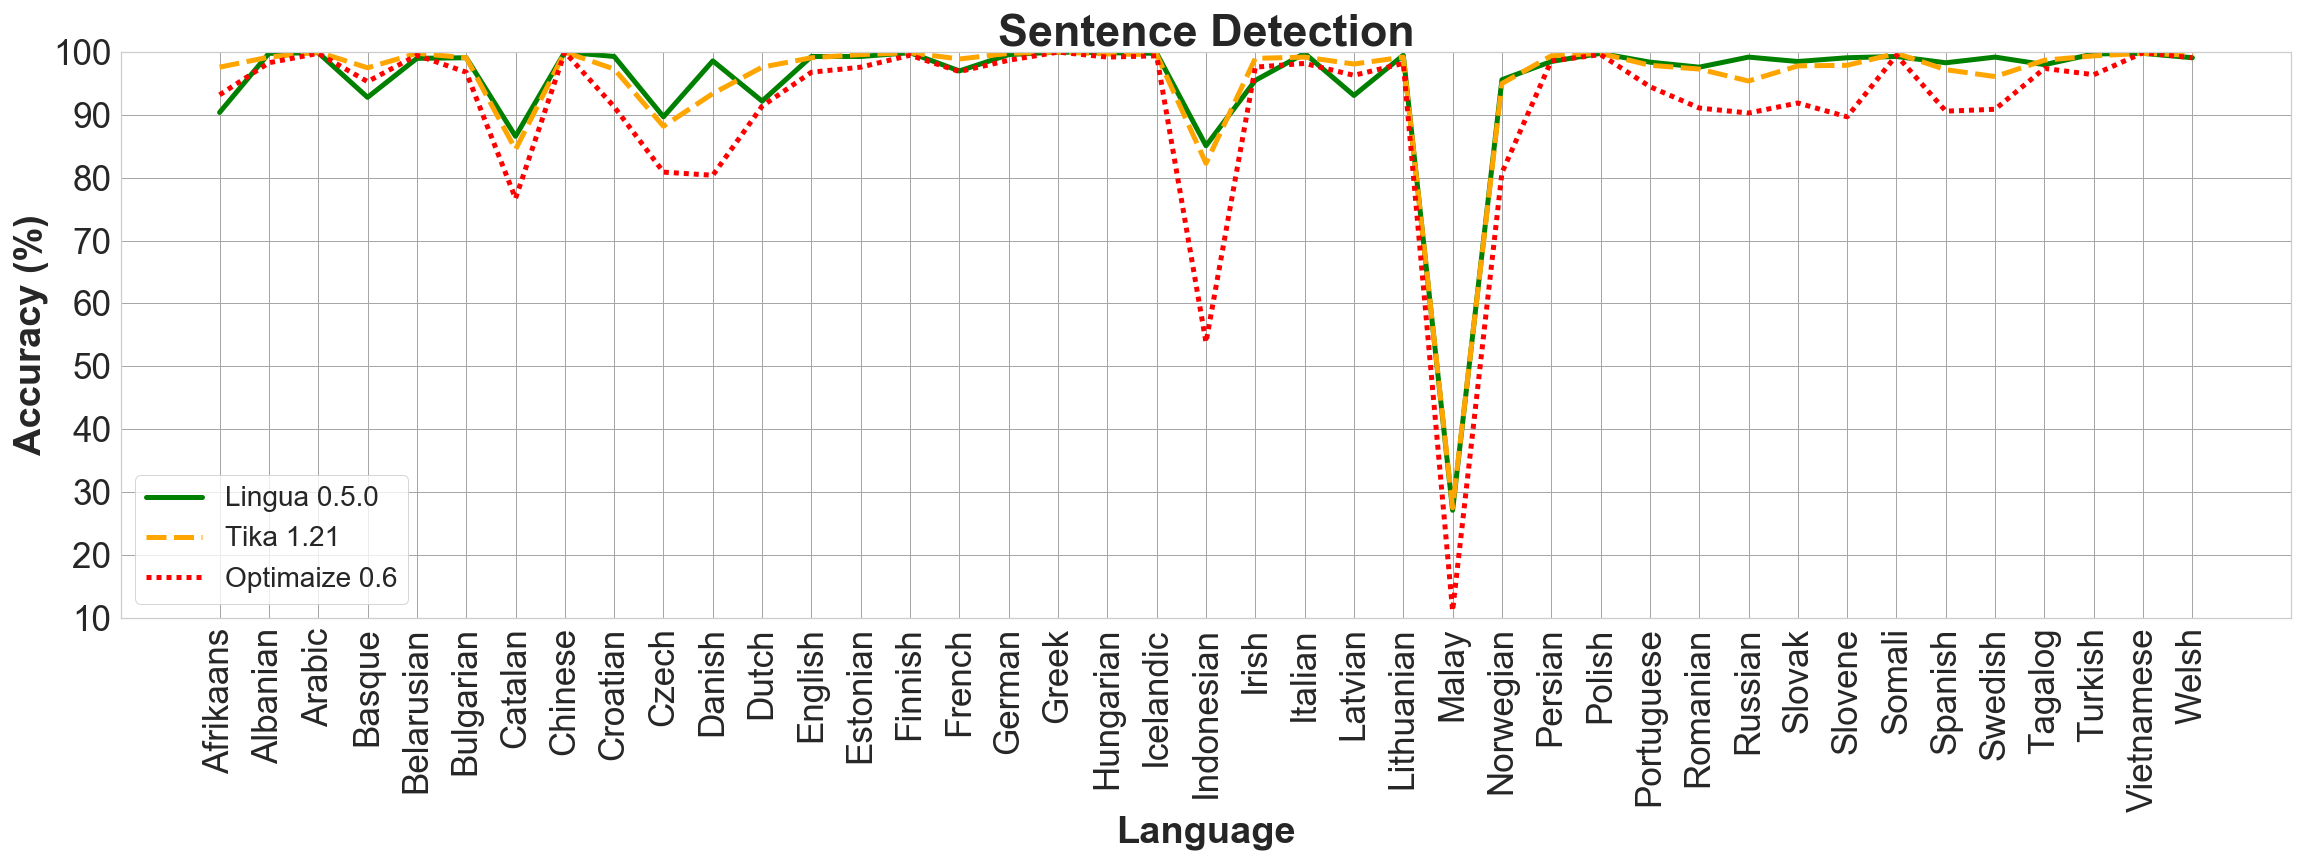 Sentence Detection
Accuracy (%)
100
90
80
70
60
50
40
30
20
10
Lingua 0.5.0
Tika 1.21
Optimaize 0.6
Afrikaans
Albanian
Arabic
Basque
Belarusian
Bulgarian
Catalan
Chinese
Croatian
Czech
Danish
Dutch
English
Estonian
Finnish
French
German
Greek
Hungarian
Icelandic
Indonesian
Irish
Italian
Latvian
Lithuanian
Malay
Norwegian
Persian
Polish
Portuguese
Romanian
Russian
Slovak
Slovene
Somali
Spanish
Swedish
Tagalog
Turkish
Vietnamese
Welsh
Language